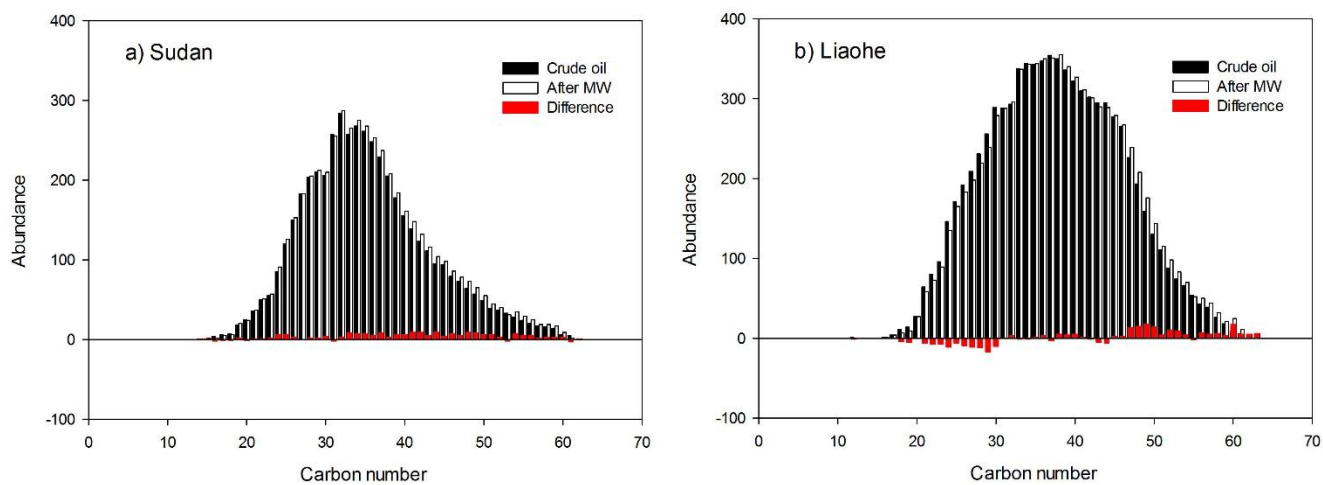 a) Sudan
Crude oil
After MW
Difference
Abundance
400
300
200
100
0
-100
0 10 20 30 40 50 60 70
Carbon number
b) Liaohe
Crude oil
After MW
Difference
Abundance
400
300
200
100
0
-100
0 10 20 30 40 50 60 70
Carbon number